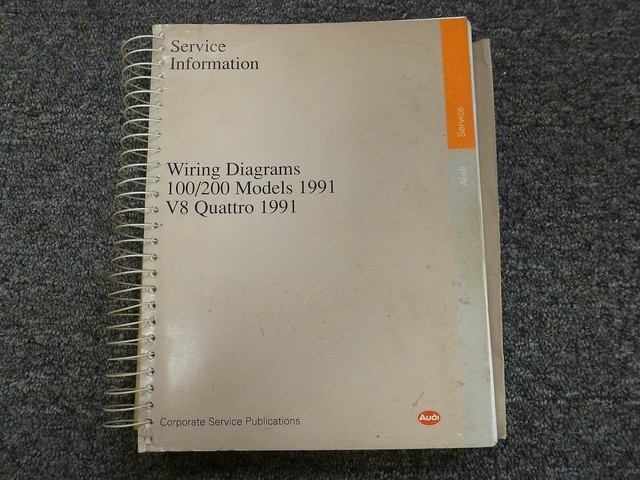 Service
Information
Service
Audi
Wiring Diagrams
100/200 Models 1991
V8 Quattro 1991
Corporate Service Publications
Audi